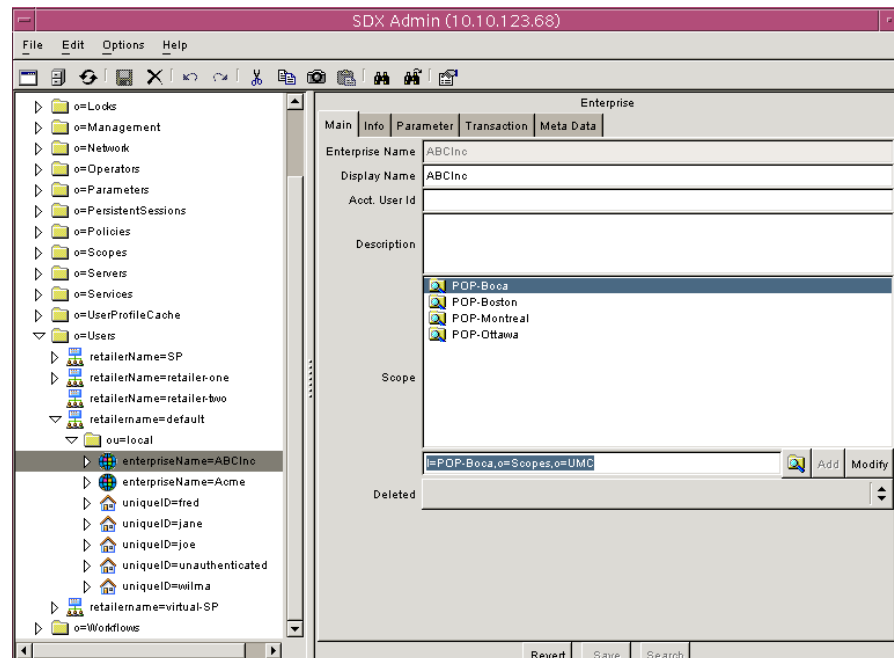 SDX Admin (10.10.123.68)
File Edit Options Help
o=Locks
o=Management
o=Network
o=Operators
o=Parameters
o=PersistentSessions
o=Policies
o=Scopes
o=Servers
o=Services
o=UserProfileCache
o=Users
retailerName=SP
retailerName=retailer-one
retailerName=retailer-two
retailername=default
ou=local
enterpriseName=ABCInc
enterpriseName=Acme
uniqueID=fred
uniqueID=jane
uniqueID=joe
uniqueID=unauthenticated
uniqueID=wilma
retailername=virtual-SP
o=Workflows
Enterprise
Main Info Parameter Transaction Meta Data
Enterprise Name ABCInc
Display Name ABCInc
Acct. User Id
Description
POP-Boca
POP-Boston
POP-Montreal
POP-Ottawa
Scope
l=POP-Boca,o=Scopes,o=UMC Add Modify
Deleted
Revert Save Search